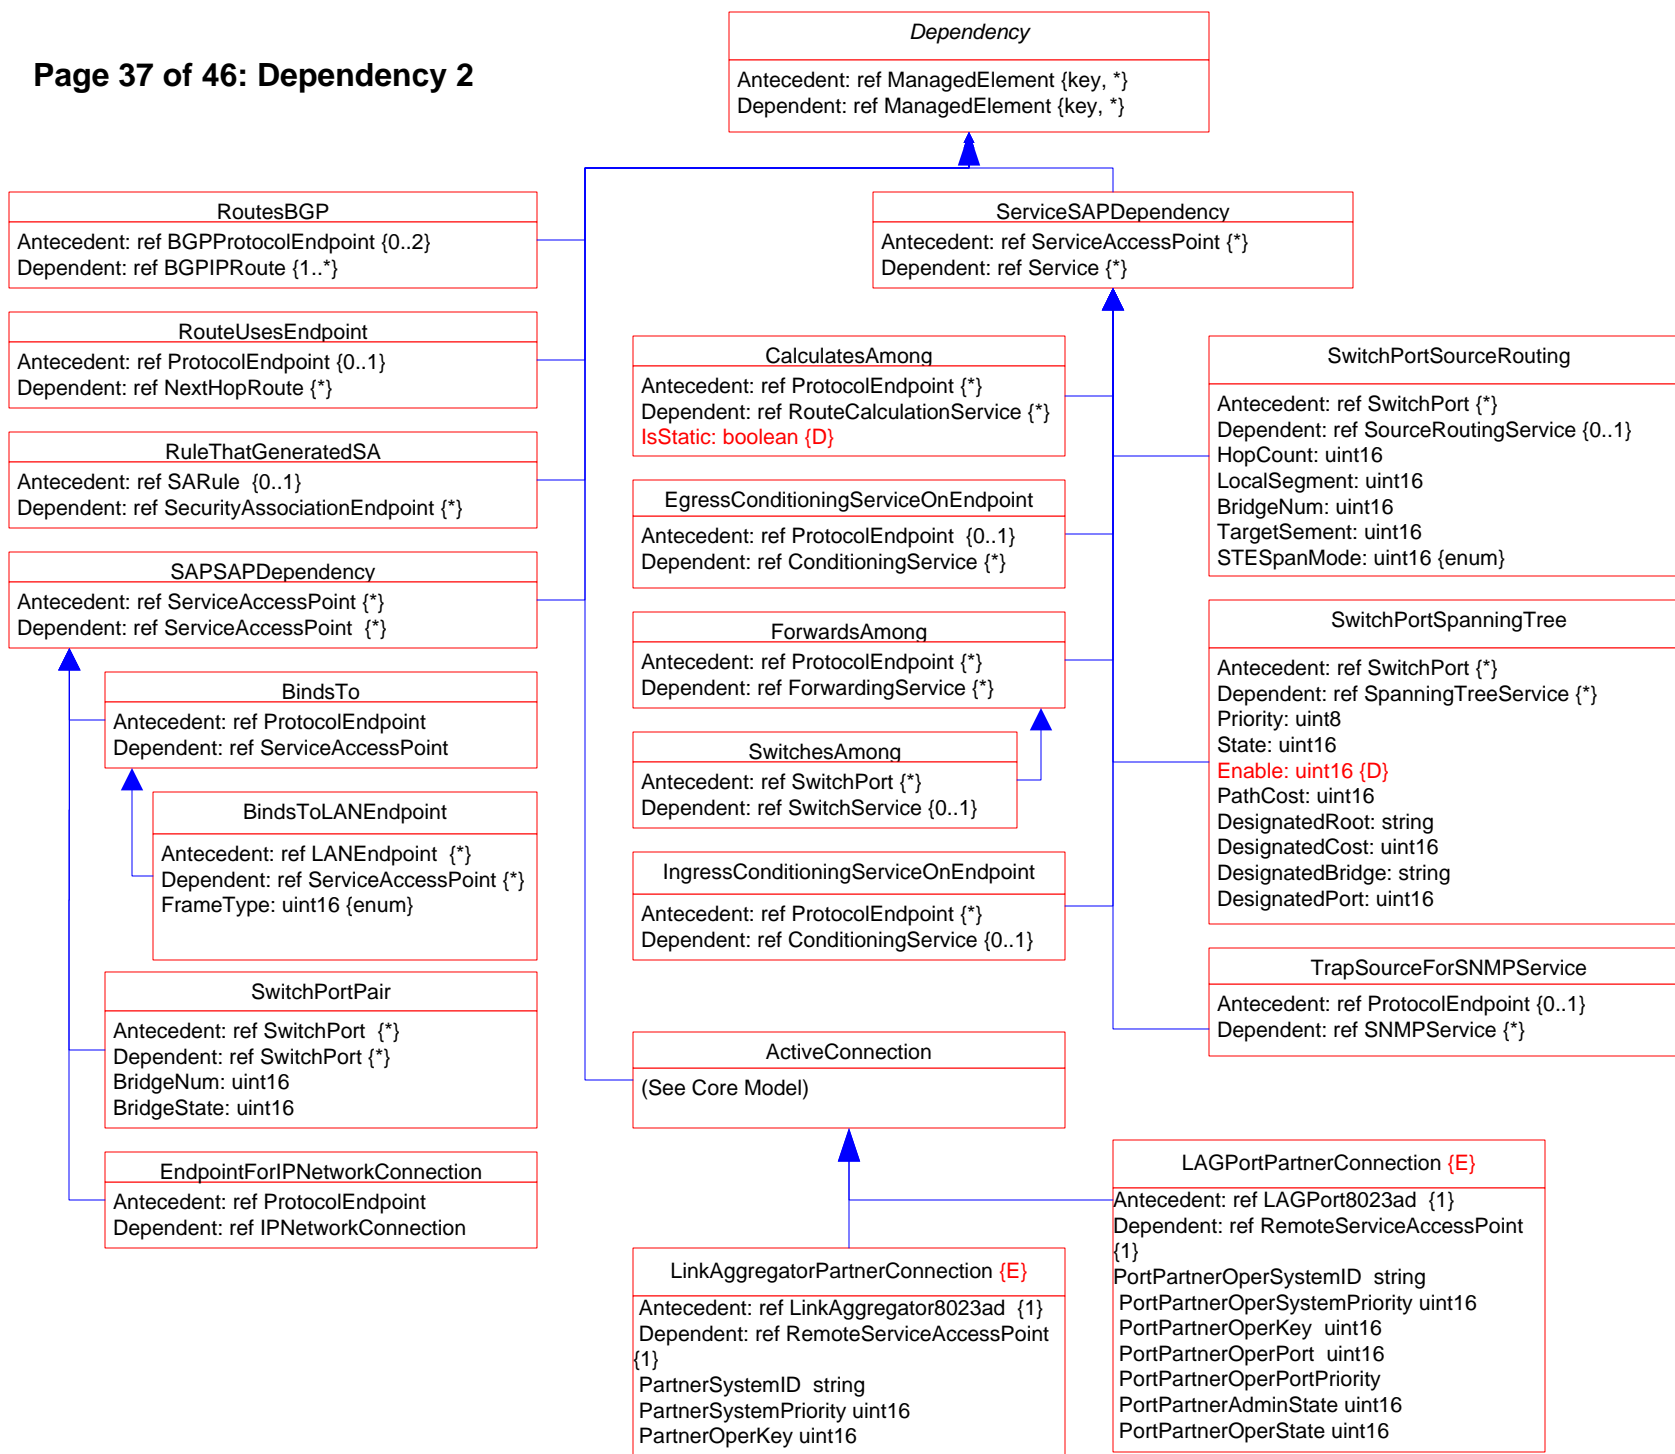 Page 37 of 46: Dependency 2
Dependency
Antecedent: ref ManagedElement {key, *}
Dependent: ref ManagedElement {key, *}
RoutesBGP
Antecedent: ref BGPProtocolEndpoint {0..2}
Dependent: ref BGPIPRoute {1..*}
RouteUsesEndpoint
Antecedent: ref ProtocolEndpoint {0..1}
Dependent: ref NextHopRoute {*}
RuleThatGeneratedSA
Antecedent: ref SARule  {0..1}
Dependent: ref SecurityAssociationEndpoint {*}
SAPSAPDependency
Antecedent: ref ServiceAccessPoint {*}
Dependent: ref ServiceAccessPoint  {*}
BindsTo
Antecedent: ref ProtocolEndpoint
Dependent: ref ServiceAccessPoint
BindsToLANEndpoint
Antecedent: ref LANEndpoint  {*}
Dependent: ref ServiceAccessPoint {*}
FrameType: uint16 {enum}
SwitchPortPair
Antecedent: ref SwitchPort  {*}
Dependent: ref SwitchPort {*}
BridgeNum: uint16
BridgeState: uint16
EndpointForIPNetworkConnection
Antecedent: ref ProtocolEndpoint
Dependent: ref IPNetworkConnection
ServiceSAPDependency
Antecedent: ref ServiceAccessPoint {*}
Dependent: ref Service {*}
CalculatesAmong
Antecedent: ref ProtocolEndpoint {*}
Dependent: ref RouteCalculationService {*}
IsStatic: boolean {D}
EgressConditioningServiceOnEndpoint
Antecedent: ref ProtocolEndpoint  {0..1}
Dependent: ref ConditioningService {*}
ForwardsAmong
Antecedent: ref ProtocolEndpoint {*}
Dependent: ref ForwardingService {*}
SwitchesAmong
Antecedent: ref SwitchPort {*}
Dependent: ref SwitchService {0..1}
IngressConditioningServiceOnEndpoint
Antecedent: ref ProtocolEndpoint {*}
Dependent: ref ConditioningService {0..1}
SwitchPortSourceRouting
Antecedent: ref SwitchPort {*}
Dependent: ref SourceRoutingService {0..1}
HopCount: uint16
LocalSegment: uint16
BridgeNum: uint16
TargetSement: uint16
STESpanMode: uint16 {enum}
SwitchPortSpanningTree
Antecedent: ref SwitchPort {*}
Dependent: ref SpanningTreeService {*}
Priority: uint8
State: uint16
Enable: uint16 {D}
PathCost: uint16
DesignatedRoot: string
DesignatedCost: uint16
DesignatedBridge: string
DesignatedPort: uint16
TrapSourceForSNMPService
Antecedent: ref ProtocolEndpoint {0..1}
Dependent: ref SNMPService {*}
ActiveConnection
(See Core Model)
LinkAggregatorPartnerConnection {E}
Antecedent: ref LinkAggregator8023ad  {1}
Dependent: ref RemoteServiceAccessPoint
{1}
PartnerSystemID  string
PartnerSystemPriority uint16
PartnerOperKey uint16
LAGPortPartnerConnection {E}
Antecedent: ref LAGPort8023ad  {1}
Dependent: ref RemoteServiceAccessPoint
{1}
PortPartnerOperSystemID  string
PortPartnerOperSystemPriority uint16
PortPartnerOperKey  uint16
PortPartnerOperPort  uint16
PortPartnerOperPortPriority
PortPartnerAdminState uint16
PortPartnerOperState uint16